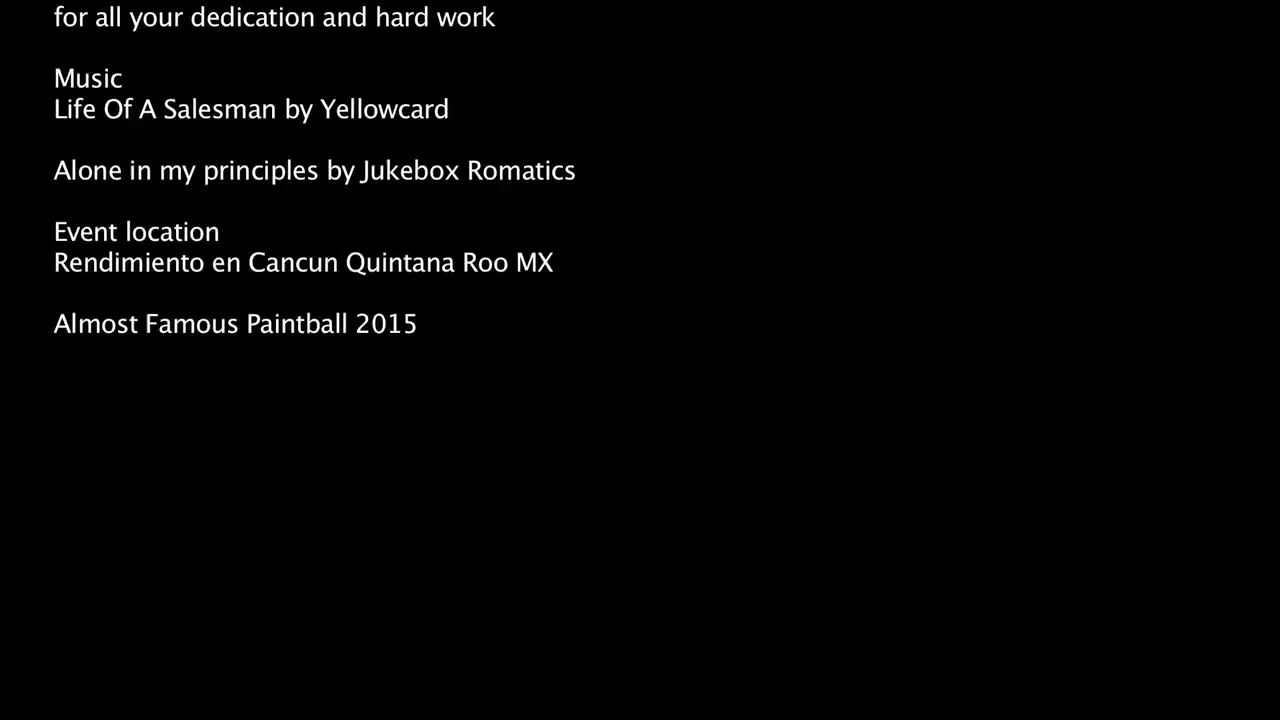 for all your dedication and hard work
Music
Life Of A Salesman by Yellowcard
Alone in my principles by Jukebox Romatics
Event location
Rendimiento en Cancun Quintana Roo MX
Almost Famous Paintball 2015